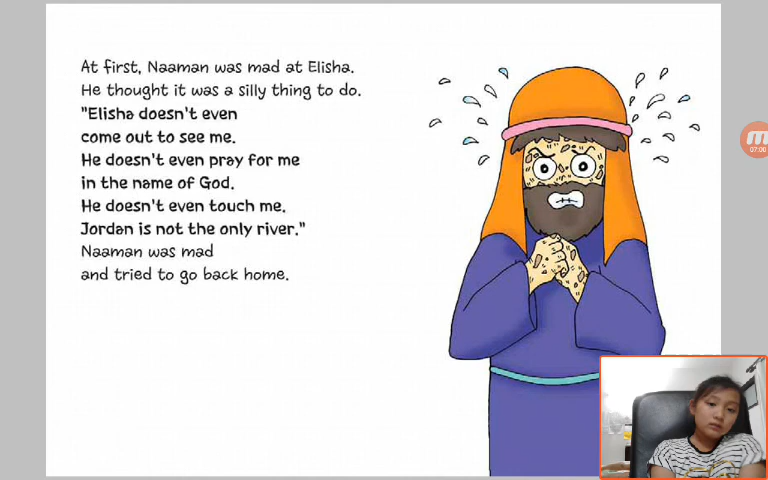 At first, Naaman was mad at Elisha.
He thought it was a silly thing to do.
"Elisha doesn't even
come out to see me.
He doesn't even pray for me
in the name of God.
He doesn't even touch me.
Jordan is not the only river."
Naaman was mad
and tried to go back home.
07:00